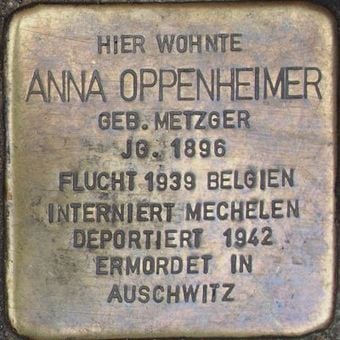 HIER WOHNTE
ANNA OPPENHEIMER
GEB. METZGER
JG. 1896
FLUCHT 1939 BELGIEN
INTERNIERT MECHELEN
DEPORTIERT 1942
ERMORDET IN
AUSCHWITZ